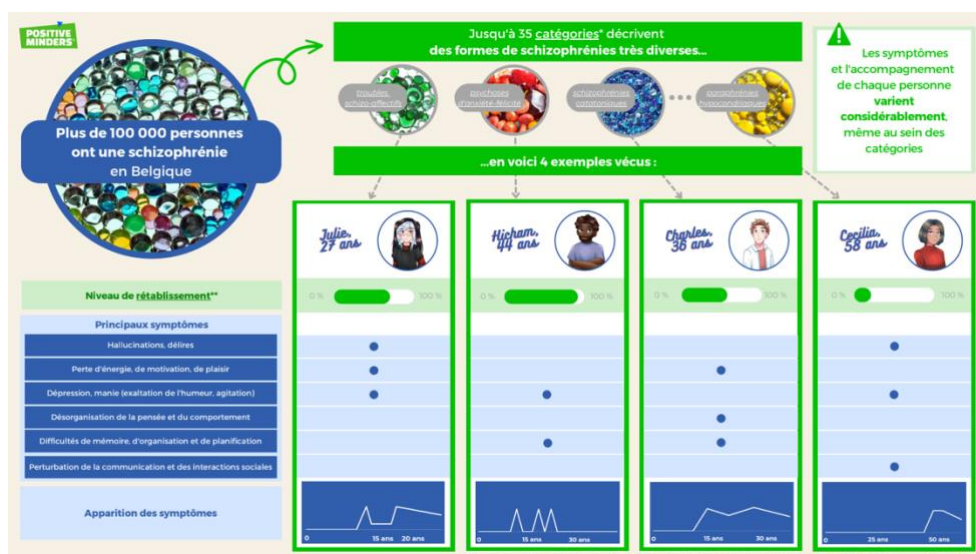 POSITIVE
MINDERS
Plus de 100 000 personnes
ont une schizophrénie
en Belgique
Jusqu'à 35 catégories* décrivent
des formes de schizophrénies très diverses...
troubles
schizo-affectifs
psychoses
d'anxiété-félicité
schizophrénies
catatoniques
paraphrénies
hypocondriaques
...en voici 4 exemples vécus :
Les symptômes
et l'accompagnement
de chaque personne
varient
considérablement,
même au sein des
catégories
Julie,
27 ans
Hicham,
44 ans
Charles,
36 ans
Cecilia,
58 ans
Niveau de rétablissement**
0 % 100 %
0 % 100 %
0 % 100 %
0 % 100 %
Principaux symptômes
Hallucinations, délires
Perte d'énergie, de motivation, de plaisir
Dépression, manie (exaltation de l'humeur, agitation)
Désorganisation de la pensée et du comportement
Difficultés de mémoire, d'organisation et de planification
Perturbation de la communication et des interactions sociales
Apparition des symptômes
0 15 ans 20 ans
0 15 ans 30 ans
0 15 ans 30 ans
0 25 ans 50 ans